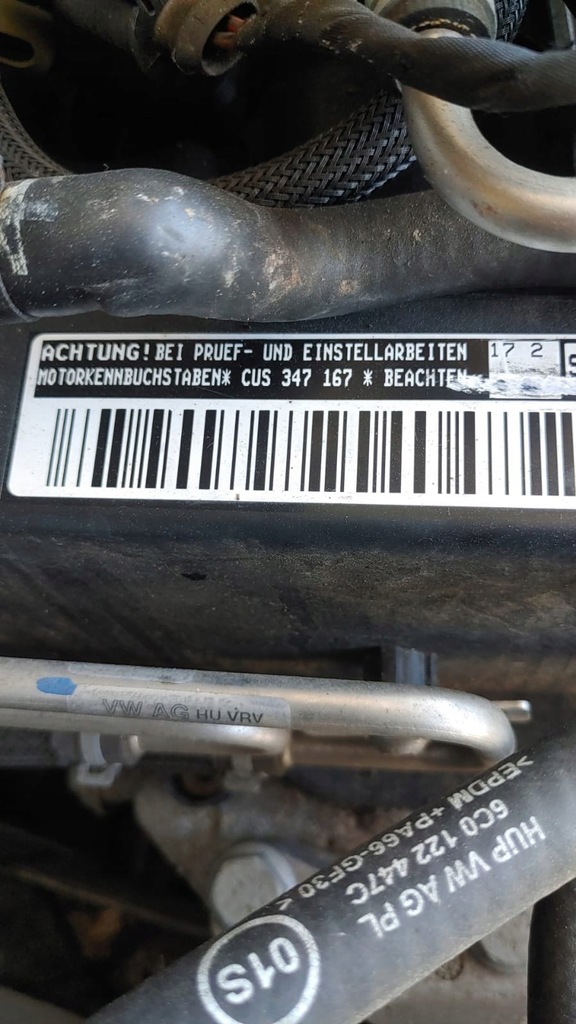 ACHTUNG! BEI PRUEF- UND EINSTELLARBEITEN 17 2
MOTORKENNBUCHSTABEN* CUS 347 167 * BEACHTEN
VW AG HU VRV
>EPDM+PA66-GF30<
6C0 122 447C
HUP VW AG PL
01S